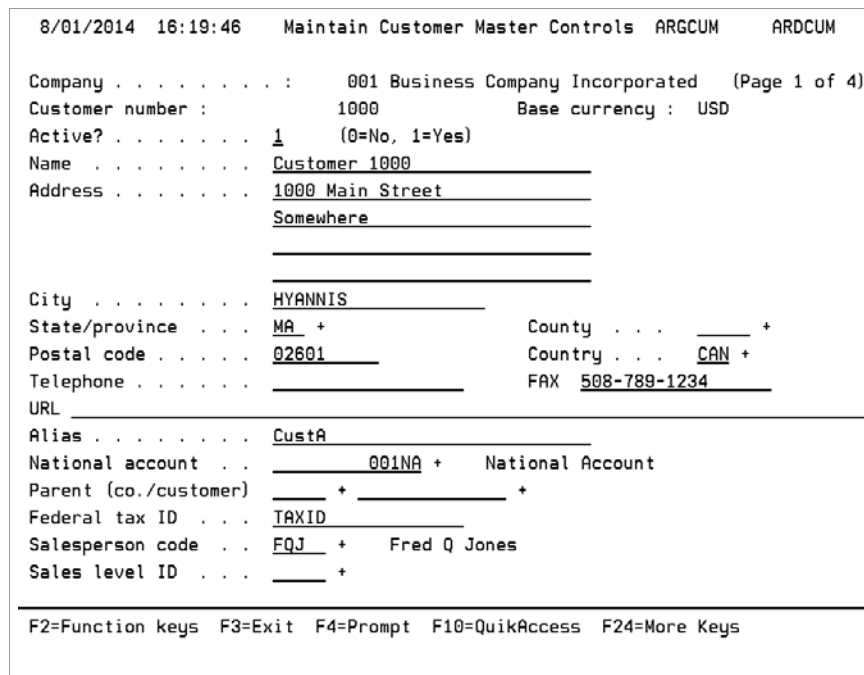 8/01/2014 16:19:46 Maintain Customer Master Controls ARGCUM ARDCUM
Company . . . . . . . . : 001 Business Company Incorporated (Page 1 of 4)
Customer number : 1000 Base currency : USD
Active? . . . . . . . 1 (0=No, 1=Yes)
Name . . . . . . . . Customer 1000
Address . . . . . . . 1000 Main Street
Somewhere
City . . . . . . . . HYANNIS
State/province . . . MA + County . . . +
Postal code . . . . . 02601 Country . . . CAN +
Telephone . . . . . . FAX 508-789-1234
URL
Alias . . . . . . . . CustA
National account . . 001NA + National Account
Parent (co./customer) + +
Federal tax ID . . . TAXID
Salesperson code . . FQJ + Fred Q Jones
Sales level ID . . . +
F2=Function keys F3=Exit F4=Prompt F10=QuikAccess F24=More Keys